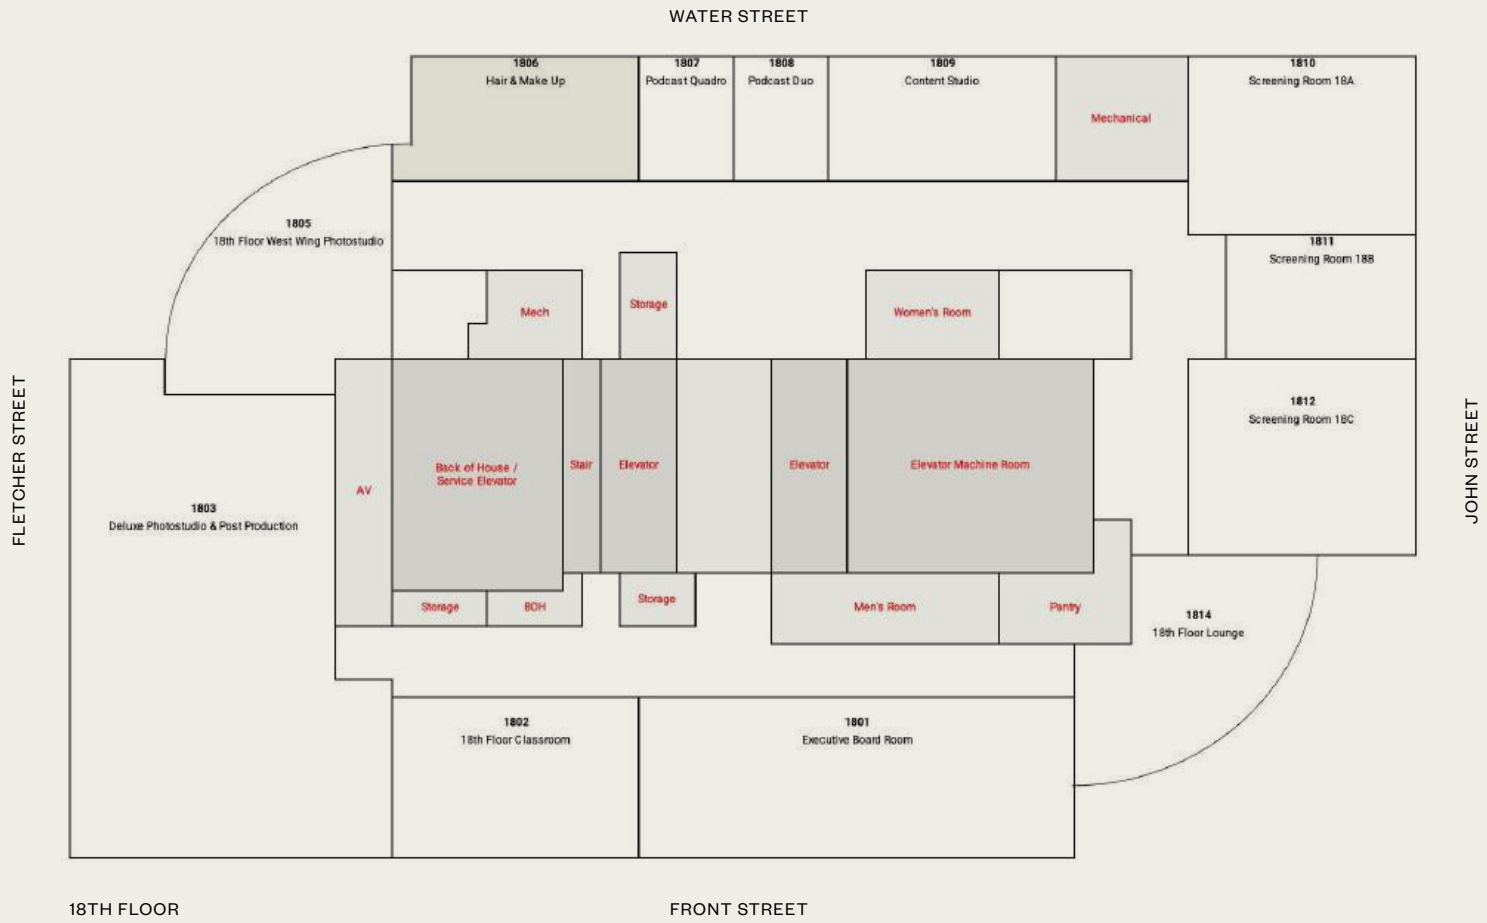 WATER STREET
1806
Hair & Make Up
1807
Podcast Quadro
1808
Podcast Duo
1809
Content Studio
Mechanical
1810
Screening Room 18A
1805
18th Floor West Wing Photostudio
1811
Screening Room 18B
Mech
Storage
Women's Room
FLETCHER STREET
1803
Deluxe Photostudio & Post Production
AV
Back of House /
Service Elevator
Stair
Elevator
Elevator
Elevator Machine Room
1812
Screening Room 18C
JOHN STREET
Storage
BOH
Storage
Men's Room
Pantry
1814
18th Floor Lounge
1802
18th Floor Classroom
1801
Executive Board Room
18TH FLOOR
FRONT STREET